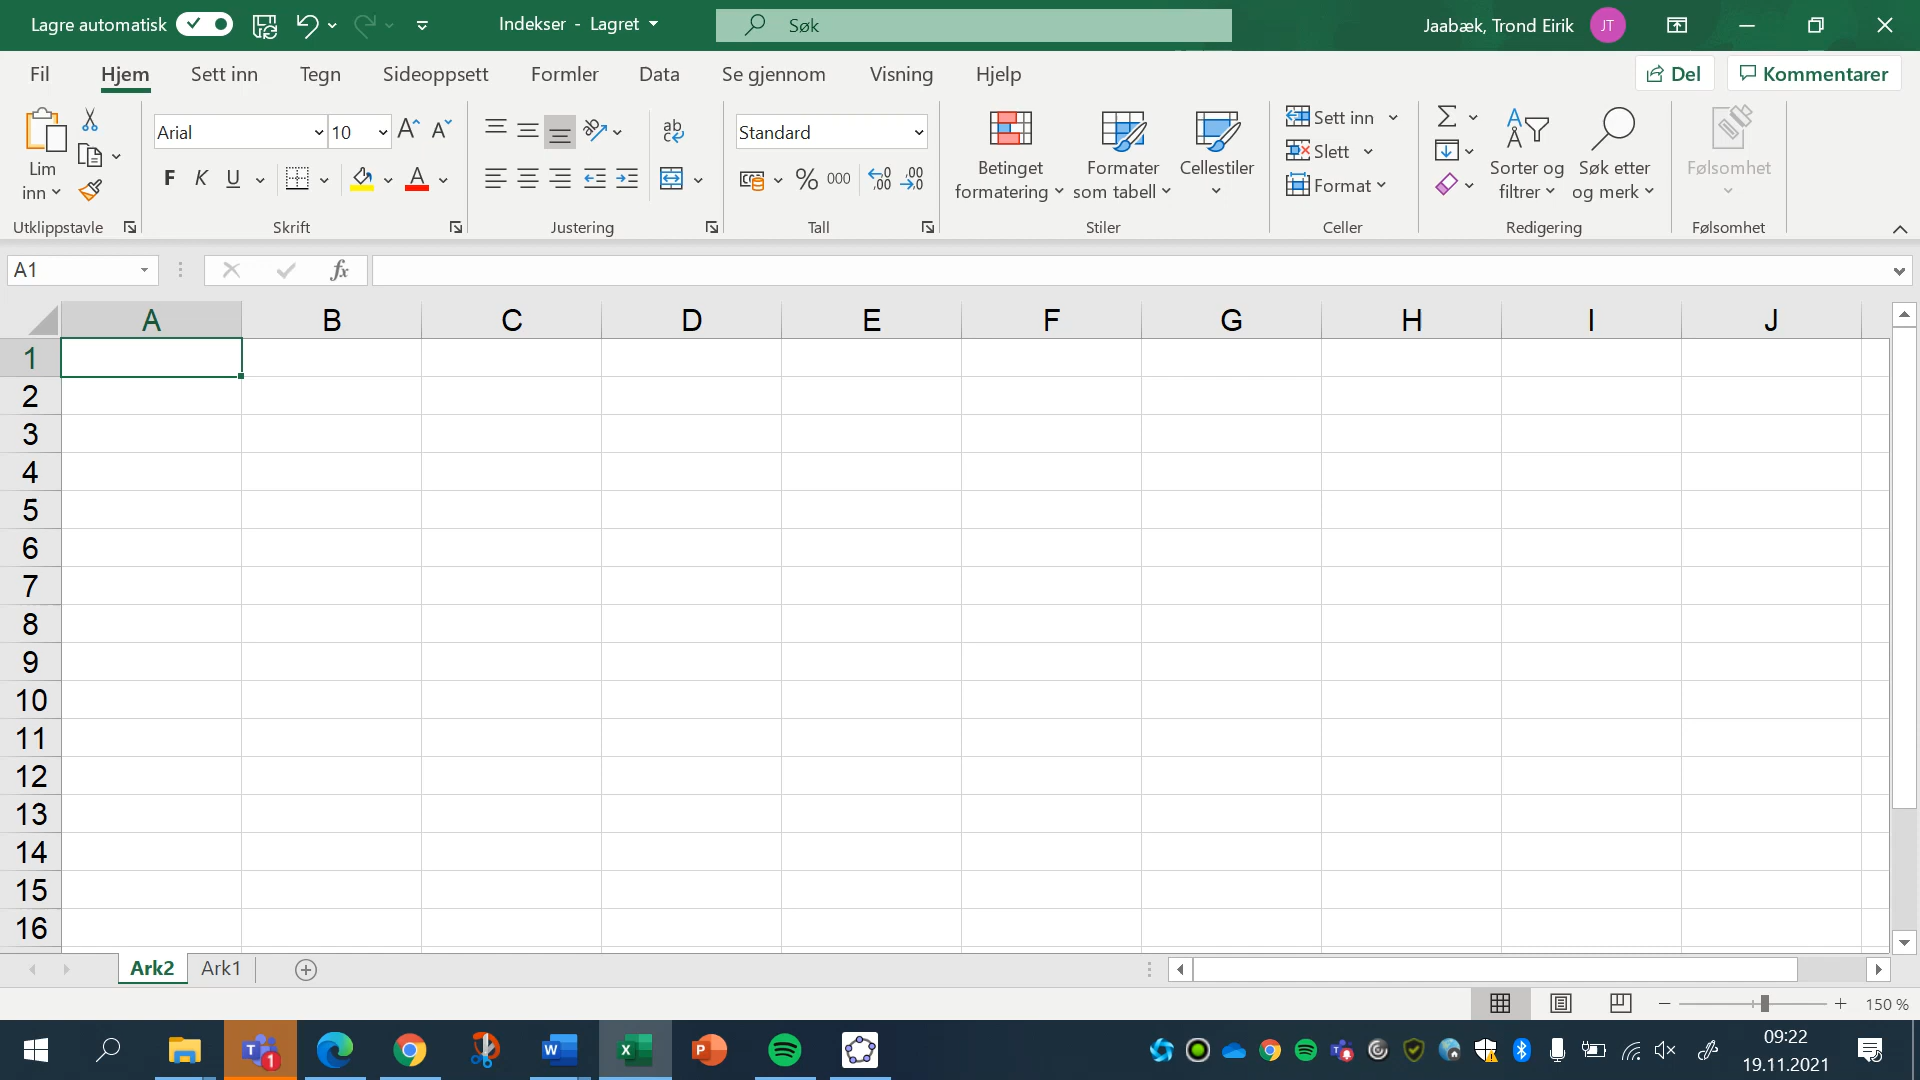 Lagre automatisk
Indekser - Lagret
Søk
Jaabæk, Trond Eirik
JT
Fil
Hjem
Sett inn
Tegn
Sideoppsett
Formler
Data
Se gjennom
Visning
Hjelp
Del
Kommentarer
Lim
inn
Utklippstavle
Arial
10
A A
F K U
A
Skrift
ab
c
Justering
Standard
% 000
Tall
Betinget
formatering
Formater
som tabell
Cellestiler
Stiler
Sett inn
Slett
Format
Celler
Σ
Sorter og
filtrer
Søk etter
og merk
Redigering
Følsomhet
Følsomhet
A1
fx
A B C D E F G H I J
1
2
3
4
5
6
7
8
9
10
11
12
13
14
15
16
Ark2
Ark1
150 %
09:22
19.11.2021